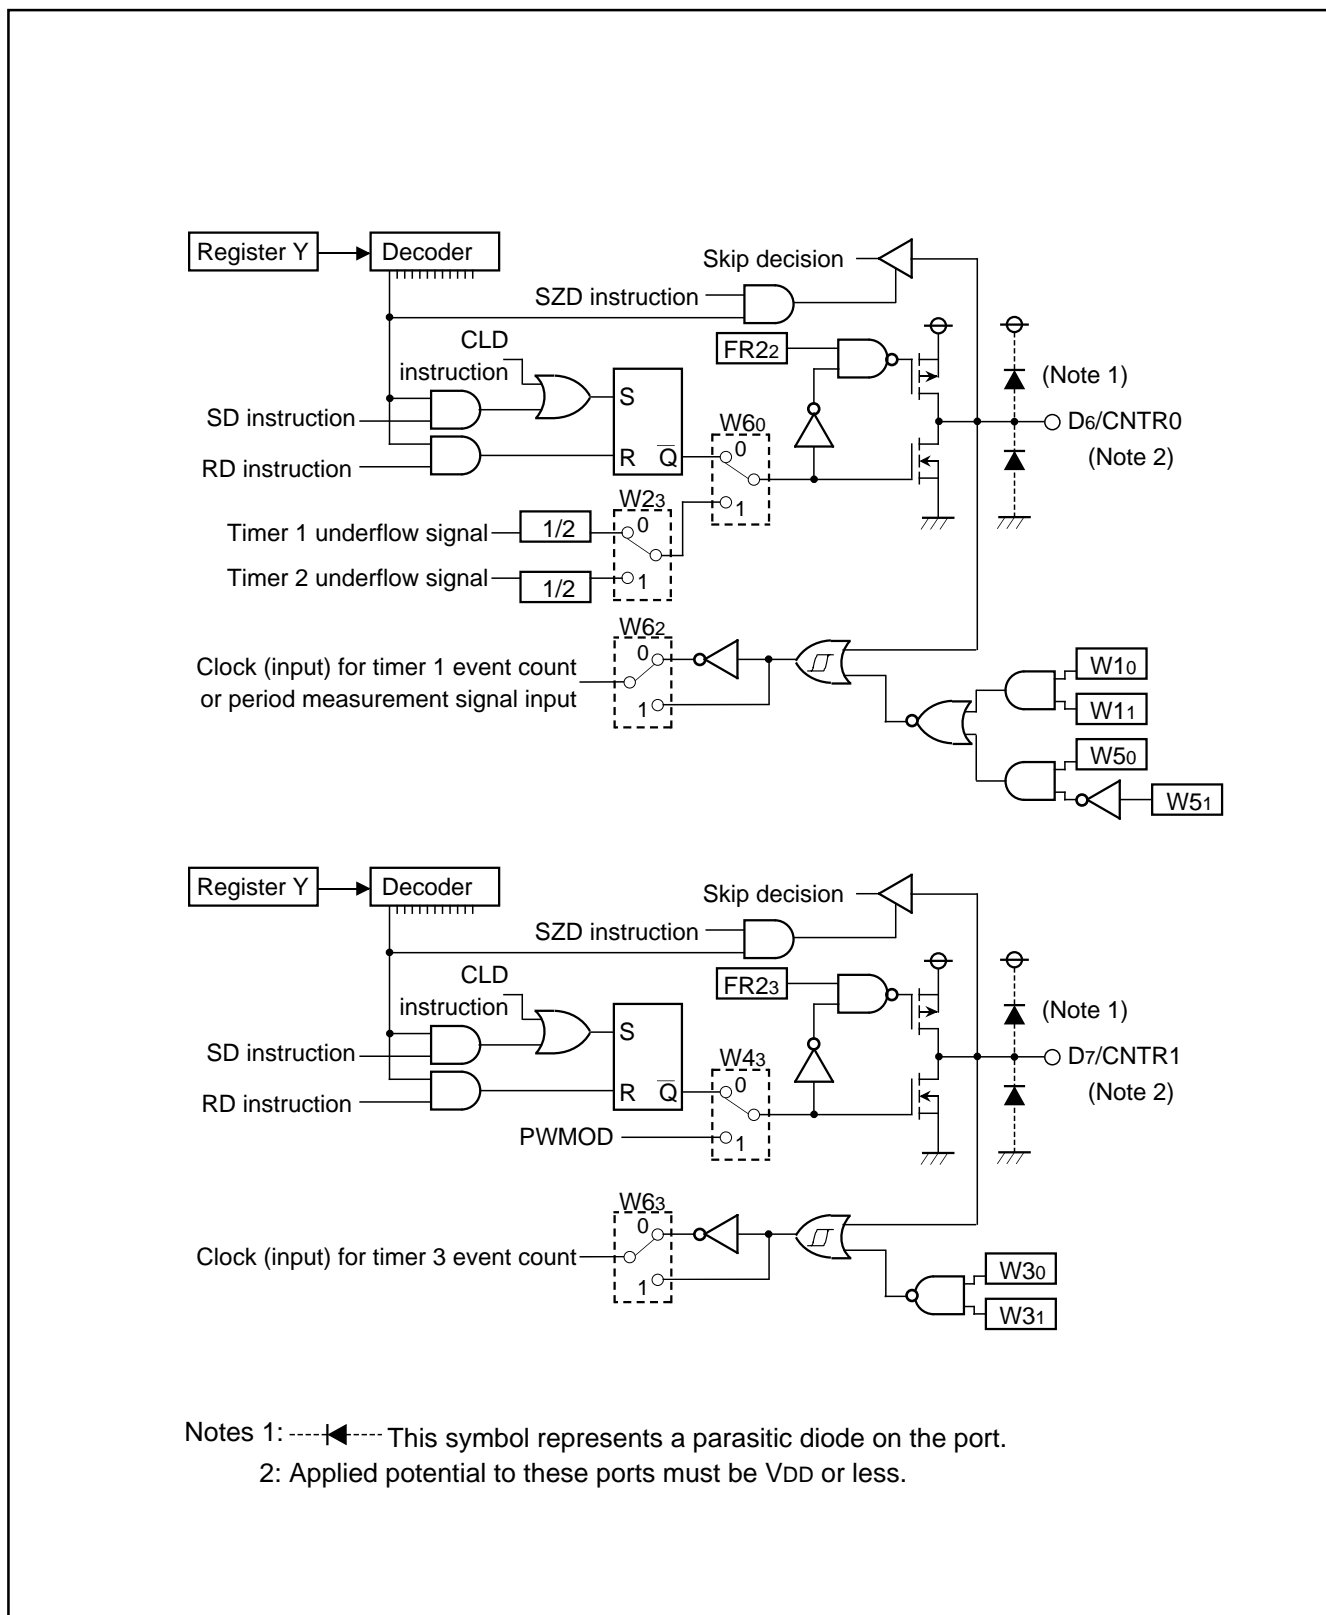 Register Y
Decoder
Skip decision
SZD instruction
CLD
instruction
FR22
(Note 1)
S
SD instruction
W60
D6/CNTR0
0
(Note 2)
R
Q
RD instruction
W23
1
Timer 1 underflow signal
1/2
0
Timer 2 underflow signal
1/2
1
W62
0
Clock (input) for timer 1 event count
or period measurement signal input
1
W10
W11
W50
W51
Register Y
Decoder
Skip decision
SZD instruction
CLD
instruction
FR23
(Note 1)
S
SD instruction
W43
D7/CNTR1
0
(Note 2)
R
Q
RD instruction
PWMOD
1
W63
0
Clock (input) for timer 3 event count
1
W30
W31
Notes 1: This symbol represents a parasitic diode on the port.
2: Applied potential to these ports must be VDD or less.